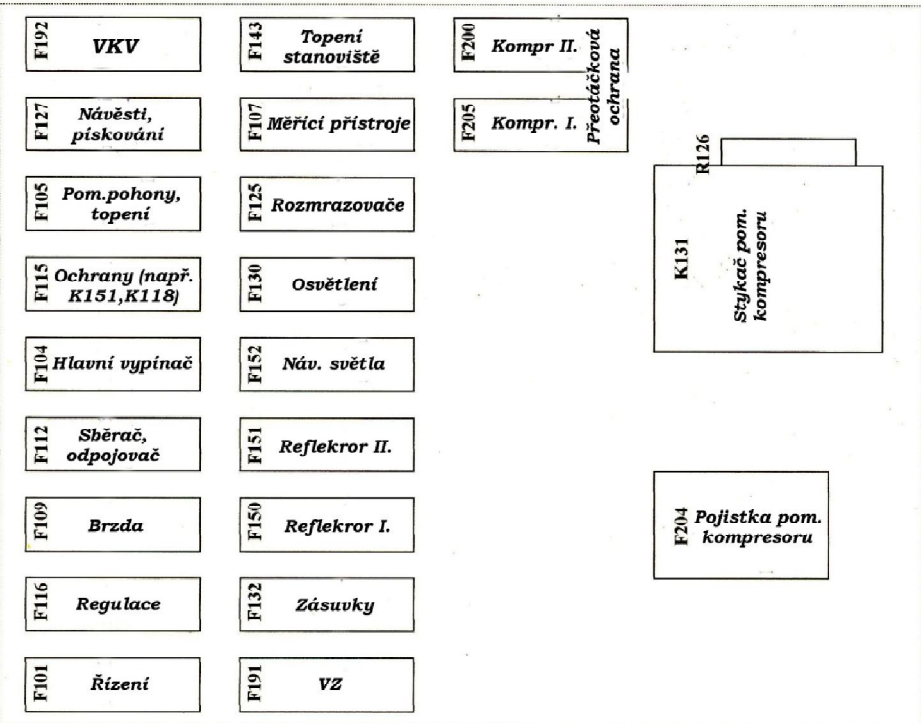 F192 VKV
F127 Návěsti,
pískování
F105 Pom.pohony,
topení
F115 Ochrany (např.
K151,K118)
F104 Hlavní vypínač
F112 Sběrač,
odpojovač
F109 Brzda
F116 Regulace
F101 Řízení
F143 Topení
stanoviště
F107 Měřící přístroje
F125 Rozmrazovače
F130 Osvětlení
F152 Náv. světla
F151 Reflekror II.
F150 Reflekror I.
F132 Zásuvky
F191 VZ
F200 Kompr II.
F205 Kompr. I.
Přeotáčková
ochrana
R126
K131
Stykač pom.
kompresoru
F204 Pojistka pom.
kompresoru